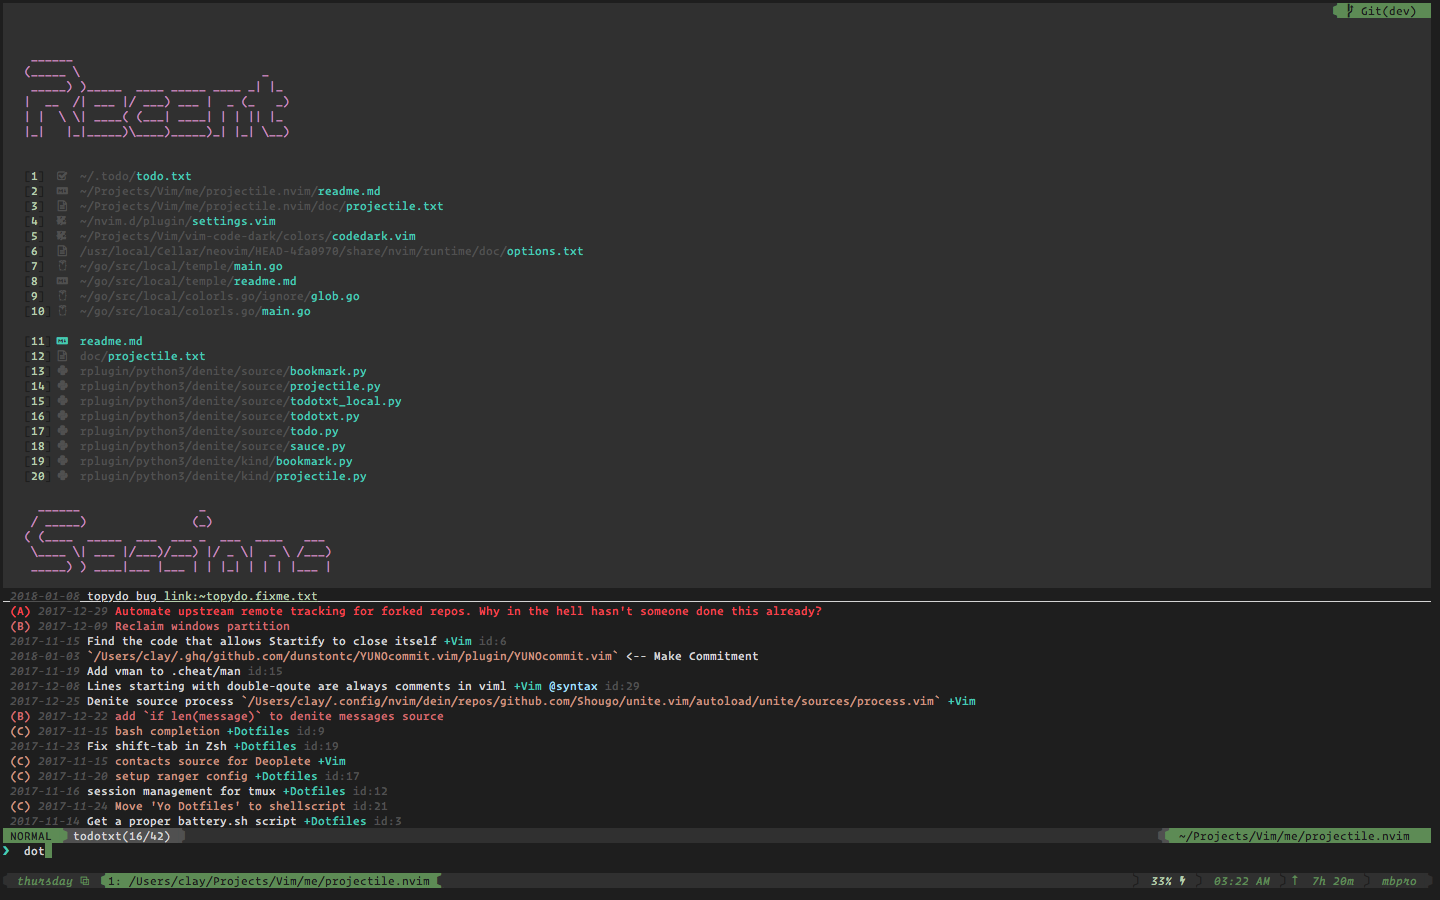 Git(dev)
Recent
1 ~/.todo/todo.txt
2 ~/Projects/Vim/me/projectile.nvim/readme.md
3 ~/Projects/Vim/me/projectile.nvim/doc/projectile.txt
4 ~/nvim.d/plugin/settings.vim
5 ~/Projects/Vim/vim-code-dark/colors/codedark.vim
6 /usr/local/Cellar/neovim/HEAD-4fa0970/share/nvim/runtime/doc/options.txt
7 ~/go/src/local/temple/main.go
8 ~/go/src/local/temple/readme.md
9 ~/go/src/local/colorls.go/ignore/glob.go
10 ~/go/src/local/colorls.go/main.go
11 readme.md
12 doc/projectile.txt
13 rplugin/python3/denite/source/bookmark.py
14 rplugin/python3/denite/source/projectile.py
15 rplugin/python3/denite/source/todotxt_local.py
16 rplugin/python3/denite/source/todotxt.py
17 rplugin/python3/denite/source/todo.py
18 rplugin/python3/denite/source/sauce.py
19 rplugin/python3/denite/kind/bookmark.py
20 rplugin/python3/denite/kind/projectile.py
Sessions
2018-01-08 topydo bug link:~topydo.fixme.txt
(A) 2017-12-29 Automate upstream remote tracking for forked repos. Why in the hell hasn't someone done this already?
(B) 2017-12-09 Reclaim windows partition
2017-11-15 Find the code that allows Startify to close itself +Vim id:6
2018-01-03 `/Users/clay/.ghq/github.com/dunstontc/YUNOcommit.vim/plugin/YUNOcommit.vim` <-- Make Commitment
2017-11-19 Add vman to .cheat/man id:15
2017-12-08 Lines starting with double-qoute are always comments in viml +Vim @syntax id:29
2017-12-25 Denite source process `/Users/clay/.config/nvim/dein/repos/github.com/Shougo/unite.vim/autoload/unite/sources/process.vim` +Vim
(B) 2017-12-22 add `if len(message)` to denite messages source
(C) 2017-11-15 bash completion +Dotfiles id:9
2017-11-23 Fix shift-tab in Zsh +Dotfiles id:19
(C) 2017-11-15 contacts source for Deoplete +Vim
(C) 2017-11-20 setup ranger config +Dotfiles id:17
2017-11-16 session management for tmux +Dotfiles id:12
(C) 2017-11-24 Move 'Yo Dotfiles' to shellscript id:21
2017-11-14 Get a proper battery.sh script +Dotfiles id:3
NORMAL todotxt(16/42) ~/Projects/Vim/me/projectile.nvim
❯ dot
thursday 1: /Users/clay/Projects/Vim/me/projectile.nvim 33% 03:22 AM ↑ 7h 20m mbpro